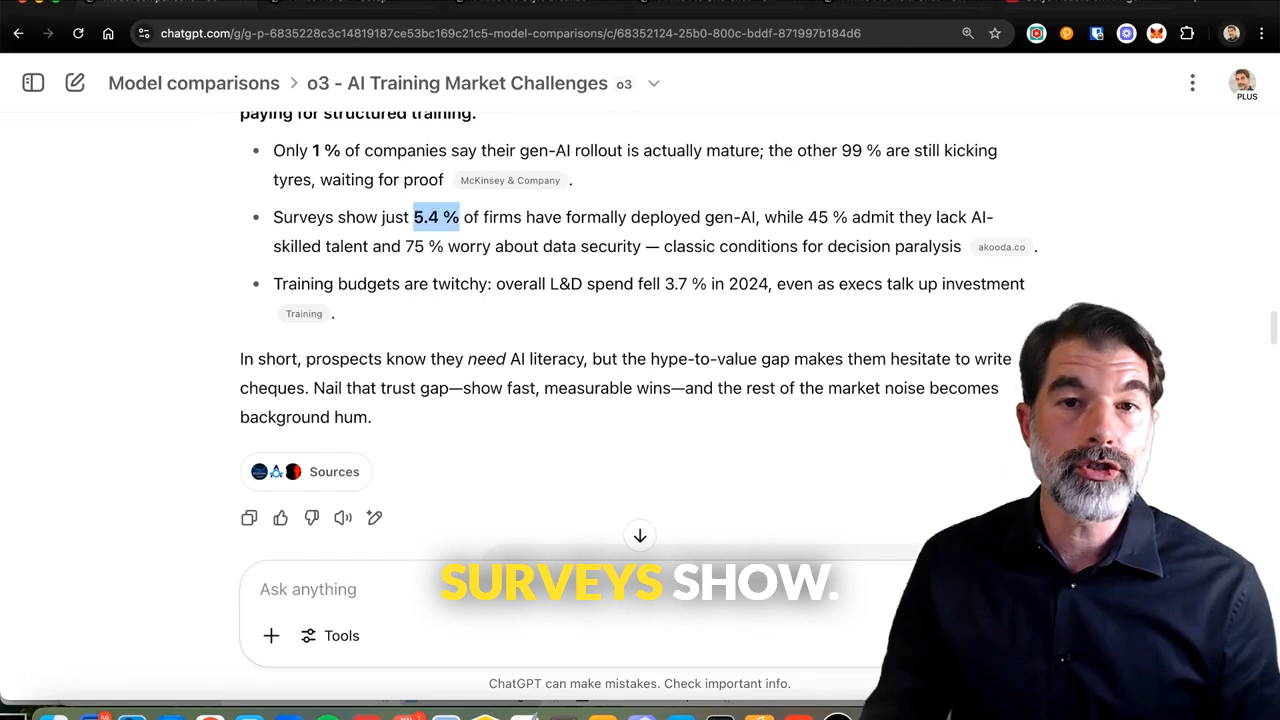 chatgpt.com/g/g-p-6835228c3c14819187ce53bc169c21c5-model-comparisons/c/68352124-25b0-800c-bddf-871997b184d6
Model comparisons > o3 - AI Training Market Challenges o3
PLUS
paying for structured training.
• Only 1 % of companies say their gen-AI rollout is actually mature; the other 99 % are still kicking
tyres, waiting for proof McKinsey & Company .
• Surveys show just 5.4 % of firms have formally deployed gen-AI, while 45 % admit they lack AI-
skilled talent and 75 % worry about data security — classic conditions for decision paralysis akooda.co .
• Training budgets are twitchy: overall L&D spend fell 3.7 % in 2024, even as execs talk up investment
Training .
In short, prospects know they need AI literacy, but the hype-to-value gap makes them hesitate to write
cheques. Nail that trust gap—show fast, measurable wins—and the rest of the market noise becomes
background hum.
Sources
Ask anything
SURVEYS SHOW.
Tools
ChatGPT can make mistakes. Check important info.